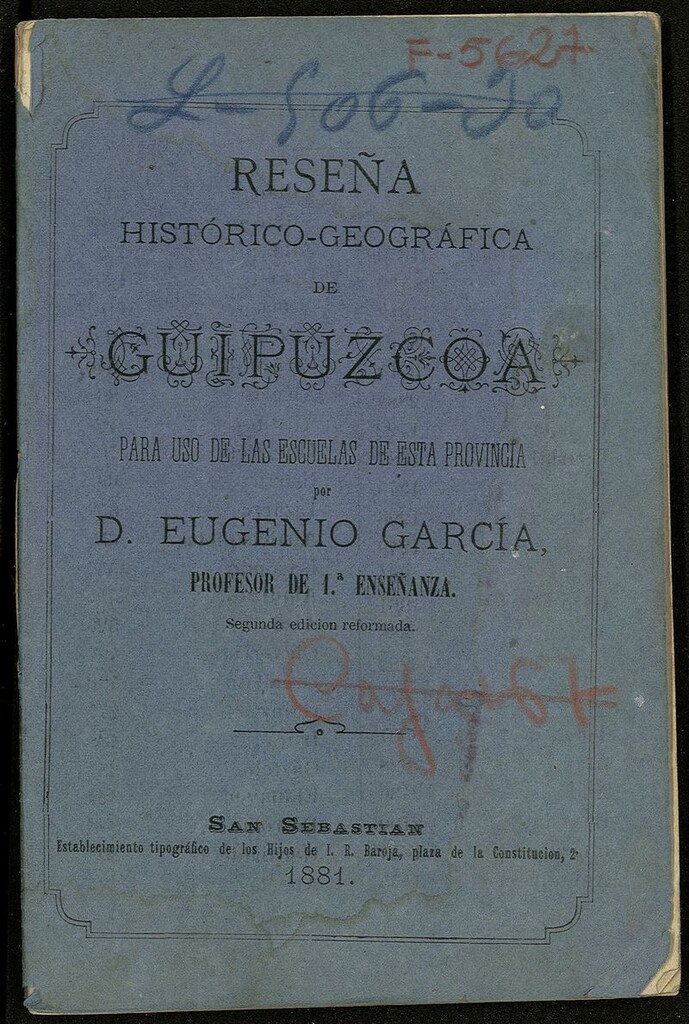 F-5627
L-506-20
RESEÑA
HISTÓRICO-GEOGRÁFICA
DE
GUIPUZCOA
PARA USO DE LAS ESCUELAS DE ESTA PROVINCIA
por
D. EUGENIO GARCÍA,
PROFESOR DE 1.ª ENSEÑANZA.
Segunda edicion reformada.
SAN SEBASTIAN
Establecimiento tipográfico de los Hijos de I. R. Baroja, plaza de la Constitucion, 2
1881.